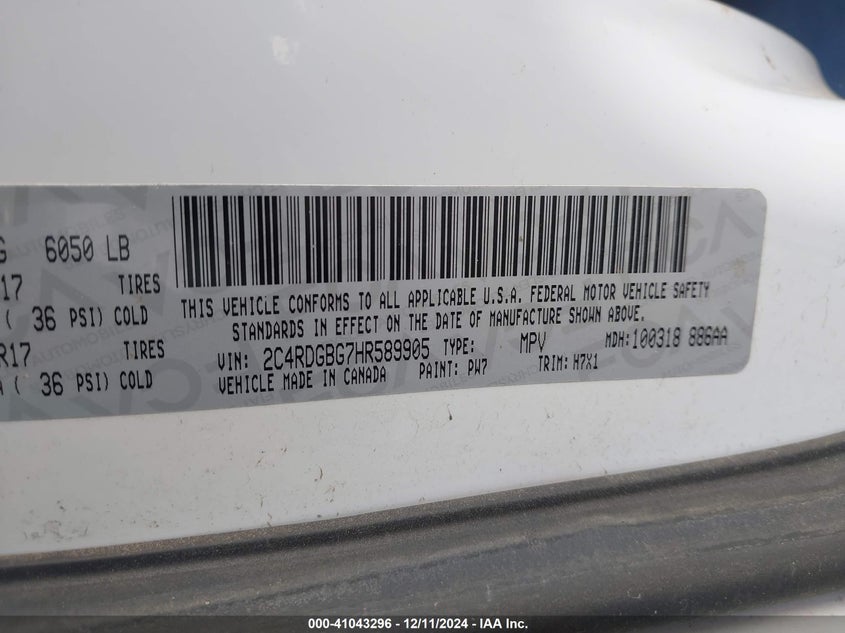 G 6050 LB
17 TIRES
( 36 PSI) COLD
R17 TIRES
A ( 36 PSI) COLD
THIS VEHICLE CONFORMS TO ALL APPLICABLE U.S.A. FEDERAL MOTOR VEHICLE SAFETY
STANDARDS IN EFFECT ON THE DATE OF MANUFACTURE SHOWN ABOVE.
VIN: 2C4RDGBG7HR589905 TYPE: MPV MDH:100318 886AA
VEHICLE MADE IN CANADA PAINT: PW7 TRIM: H7X1
000-41043296 - 12/11/2024 - IAA Inc.